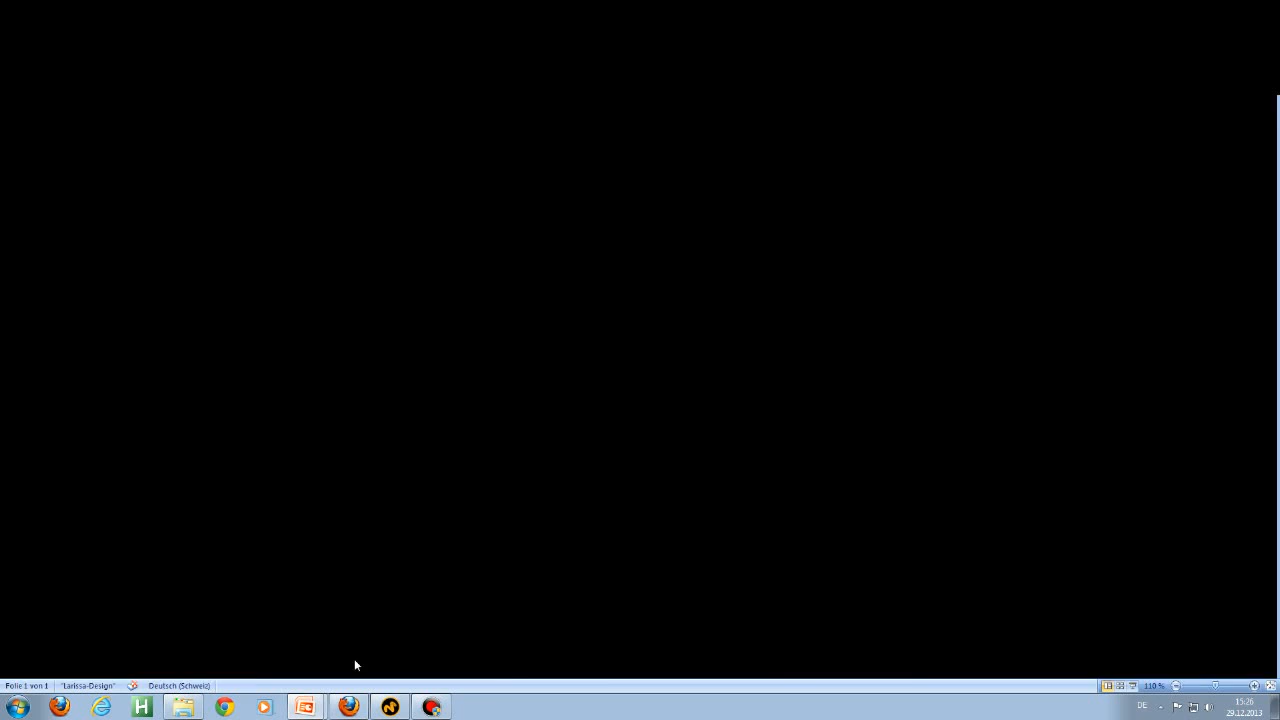 Folie 1 von 1 "Larissa-Design" Deutsch (Schweiz) 110 %
DE 15:26
29.12.2013